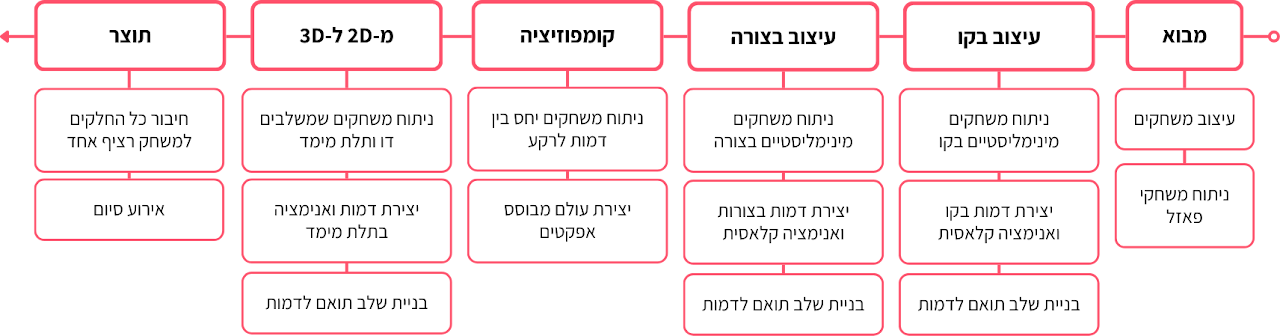 מבוא
עיצוב משחקים
ניתוח משחקי
פאזל
עיצוב בקו
ניתוח משחקים
מינימליסטיים בקו
יצירת דמות בקו
ואנימציה קלאסית
בניית שלב תואם לדמות
עיצוב בצורה
ניתוח משחקים
מינימליסטיים בצורה
יצירת דמות בצורות
ואנימציה קלאסית
בניית שלב תואם לדמות
קומפוזיציה
ניתוח משחקים יחס בין
דמות לרקע
יצירת עולם מבוסס
אפקטים
מ-2D ל-3D
ניתוח משחקים שמשלבים
דו ותלת מימד
יצירת דמות ואנימציה
בתלת מימד
בניית שלב תואם לדמות
תוצר
חיבור כל החלקים
למשחק רציף אחד
אירוע סיום